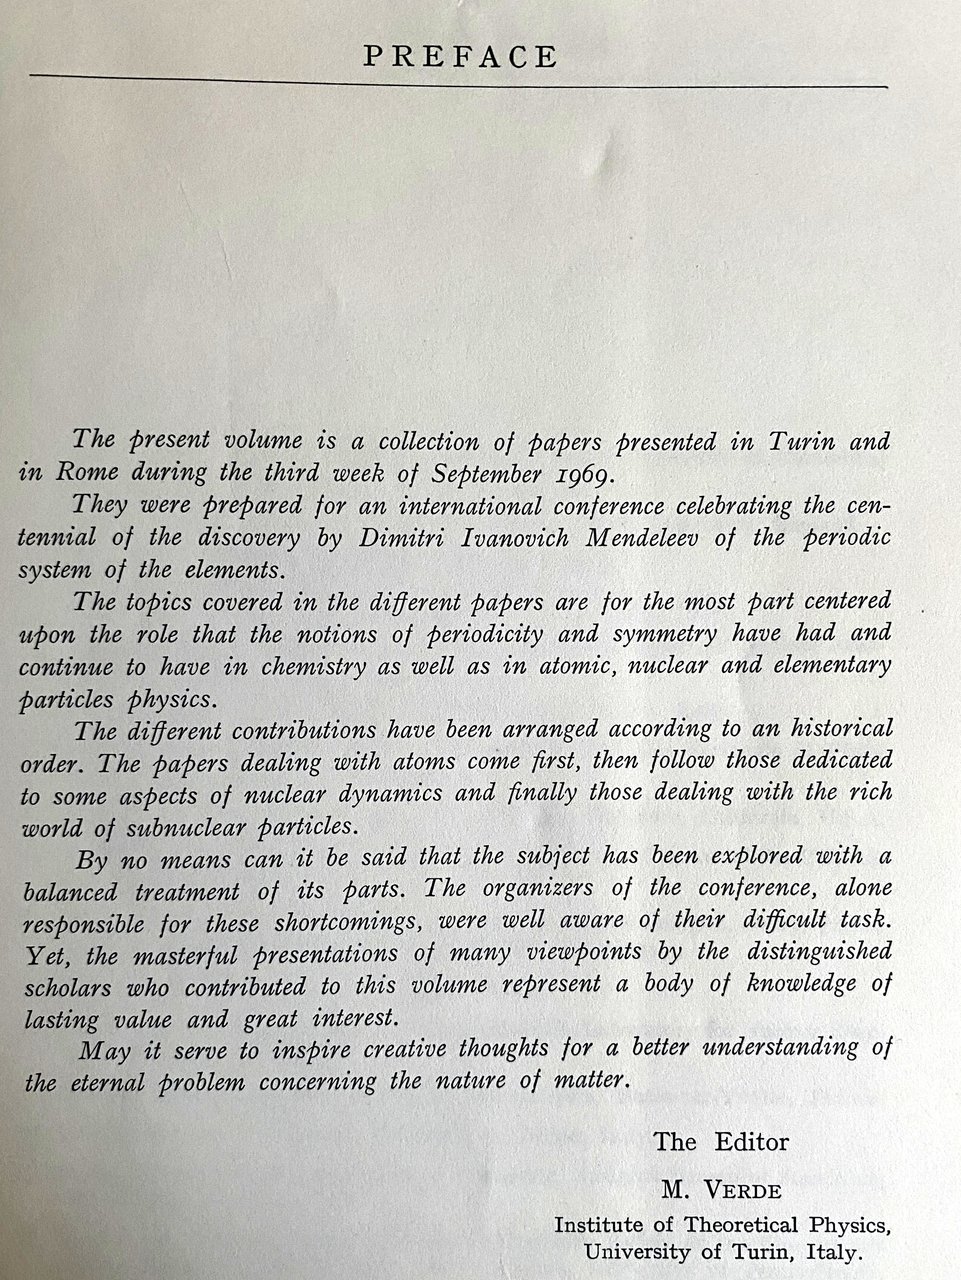 PREFACE
The present volume is a collection of papers presented in Turin and
in Rome during the third week of September 1969.
They were prepared for an international conference celebrating the cen-
tennial of the discovery by Dimitri Ivanovich Mendeleev of the periodic
system of the elements.
The topics covered in the different papers are for the most part centered
upon the role that the notions of periodicity and symmetry have had and
continue to have in chemistry as well as in atomic, nuclear and elementary
particles physics.
The different contributions have been arranged according to an historical
order. The papers dealing with atoms come first, then follow those dedicated
to some aspects of nuclear dynamics and finally those dealing with the rich
world of subnuclear particles.
By no means can it be said that the subject has been explored with a
balanced treatment of its parts. The organizers of the conference, alone
responsible for these shortcomings, were well aware of their difficult task.
Yet, the masterful presentations of many viewpoints by the distinguished
scholars who contributed to this volume represent a body of knowledge of
lasting value and great interest.
May it serve to inspire creative thoughts for a better understanding of
the eternal problem concerning the nature of matter.
The Editor
M. VERDE
Institute of Theoretical Physics,
University of Turin, Italy.